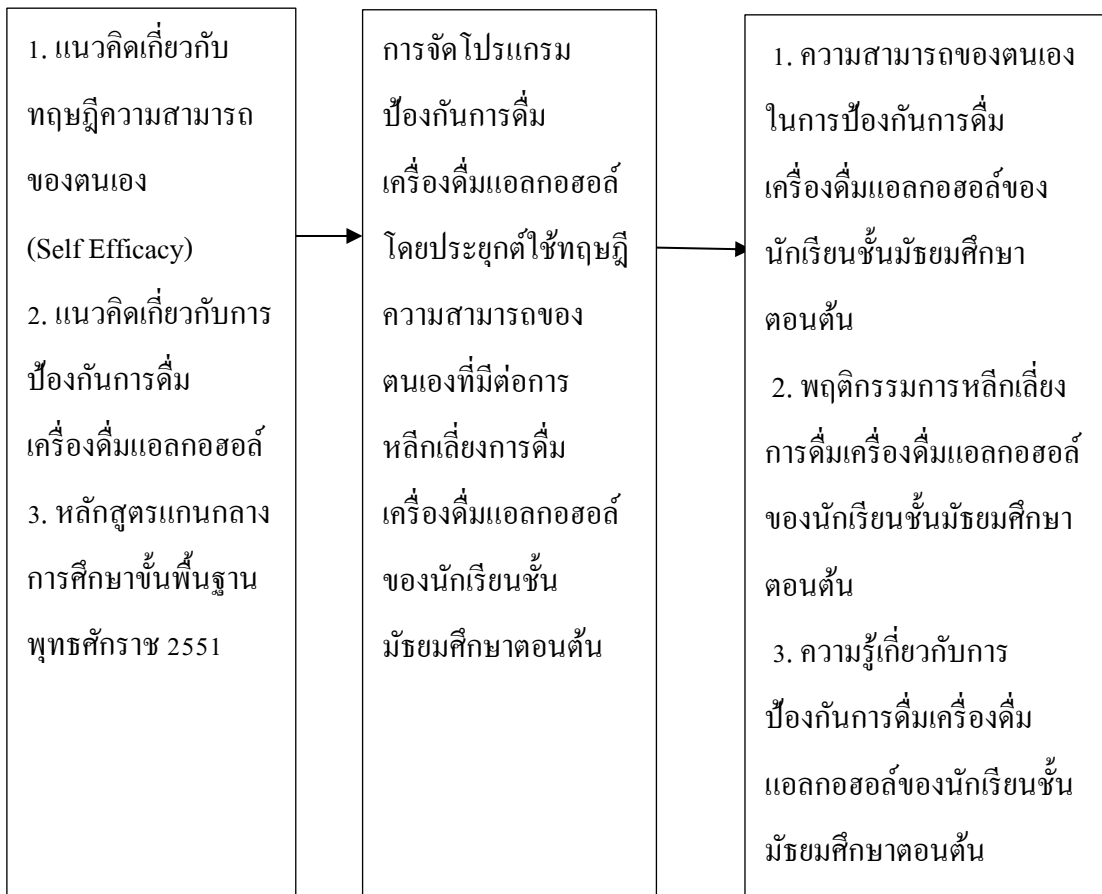 1. แนวคิดเกี่ยวกับ
ทฤษฎีความสามารถ
ของตนเอง
(Self Efficacy)
2. แนวคิดเกี่ยวกับการ
ป้องกันการดื่ม
เครื่องดื่มแอลกอฮอล์
3. หลักสูตรแกนกลาง
การศึกษาขั้นพื้นฐาน
พุทธศักราช 2551
การจัดโปรแกรม
ป้องกันการดื่ม
เครื่องดื่มแอลกอฮอล์
โดยประยุกต์ใช้ทฤษฎี
ความสามารถของ
ตนเองที่มีต่อการ
หลีกเลี่ยงการดื่ม
เครื่องดื่มแอลกอฮอล์
ของนักเรียนชั้น
มัธยมศึกษาตอนต้น
1. ความสามารถของตนเอง
ในการป้องกันการดื่ม
เครื่องดื่มแอลกอฮอล์ของ
นักเรียนชั้นมัธยมศึกษา
ตอนต้น
2. พฤติกรรมการหลีกเลี่ยง
การดื่มเครื่องดื่มแอลกอฮอล์
ของนักเรียนชั้นมัธยมศึกษา
ตอนต้น
3. ความรู้เกี่ยวกับการ
ป้องกันการดื่มเครื่องดื่ม
แอลกอฮอล์ของนักเรียนชั้น
มัธยมศึกษาตอนต้น